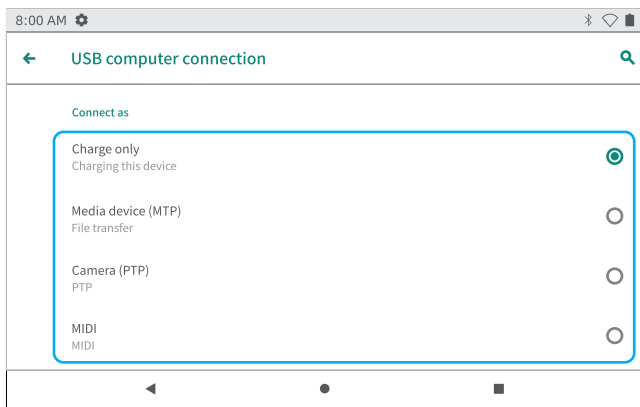 8:00 AM
USB computer connection
Connect as
Charge only
Charging this device
Media device (MTP)
File transfer
Camera (PTP)
PTP
MIDI
MIDI